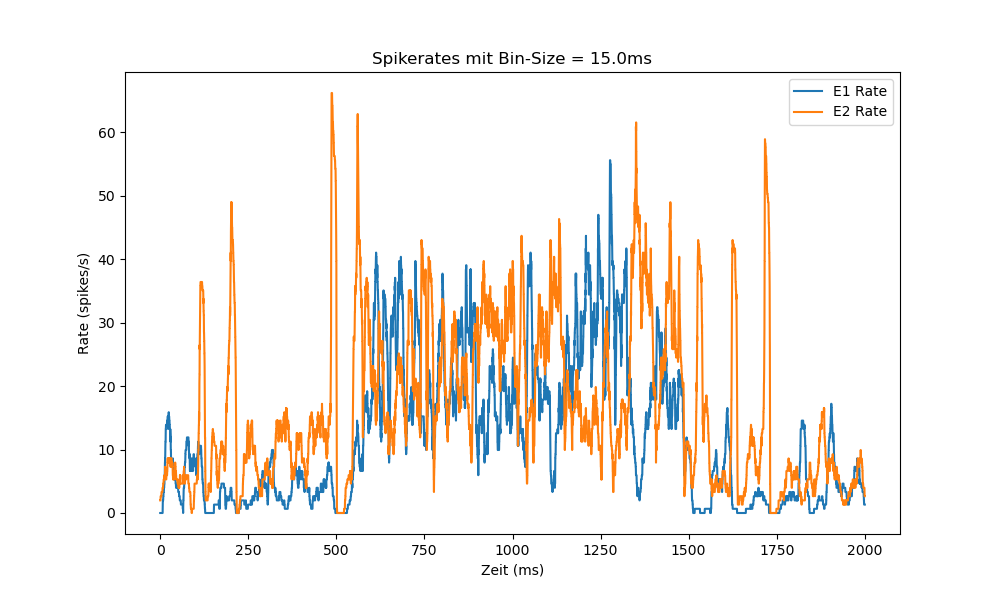 Spikerates mit Bin-Size = 15.0ms
E1 Rate
E2 Rate
Rate (spikes/s)
60
50
40
30
20
10
0
0 250 500 750 1000 1250 1500 1750 2000
Zeit (ms)